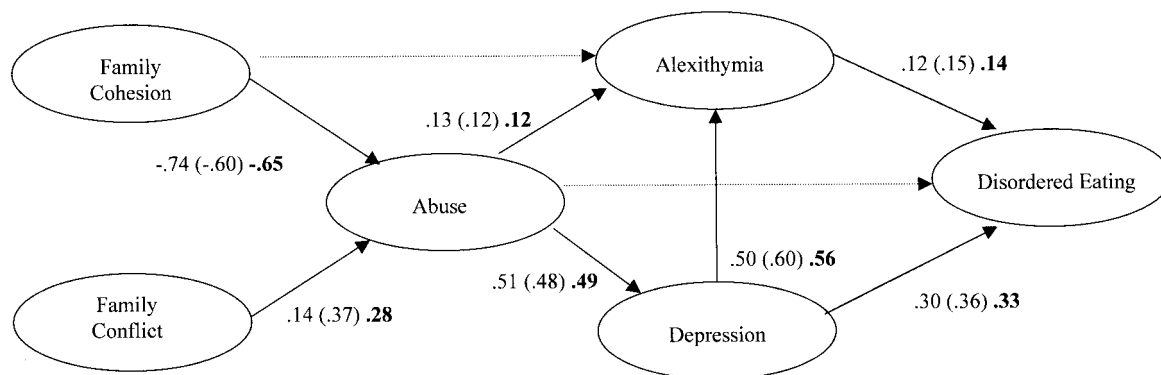 Family
Cohesion
Alexithymia
.12 (.15) .14
.13 (.12) .12
-.74 (-.60) -.65
Disordered Eating
Abuse
.50 (.60) .56
.51 (.48) .49
.30 (.36) .33
Family
Conflict
.14 (.37) .28
Depression